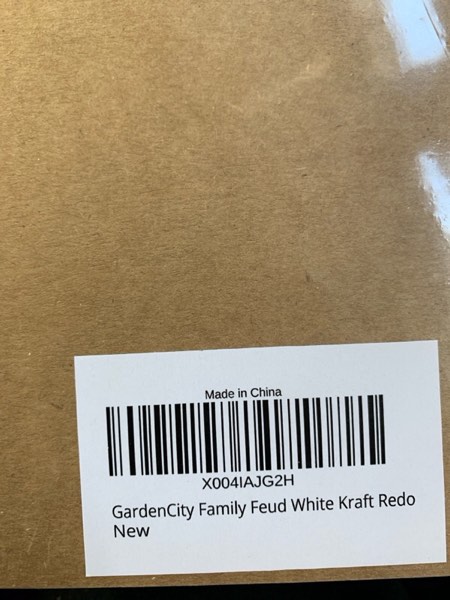 Made in China
X004IAJG2H
GardenCity Family Feud White Kraft Redo
New